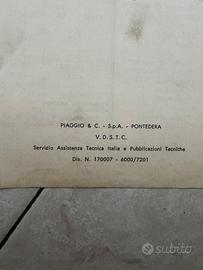 PIAGGIO & C. - S.p.A. - PONTEDERA
V. D. S. T. C.
Servizio Assistenza Tecnica Italia e Pubblicazioni Tecniche
Dis. N. 170007 - 6000/7201
subito